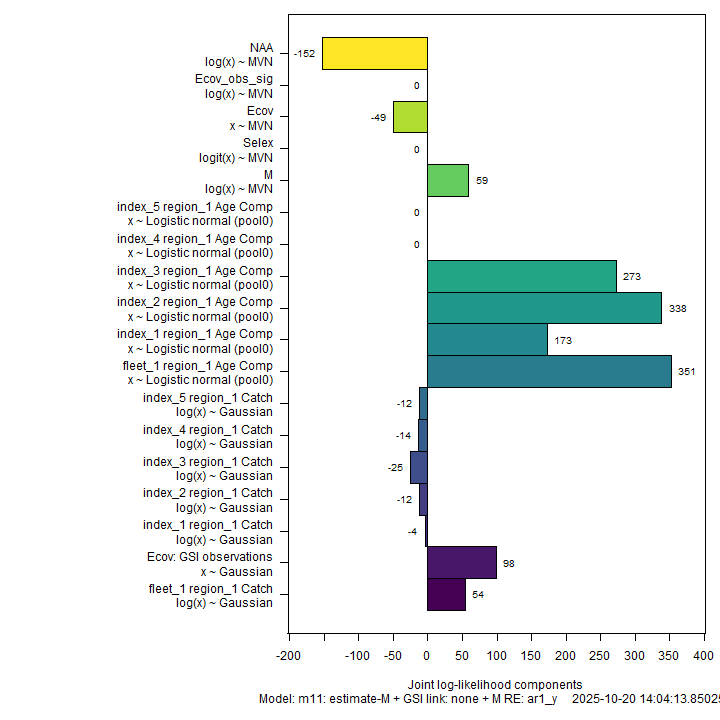 NAA
log(x) ~ MVN
-152
Ecov_obs_sig
log(x) ~ MVN
0
Ecov
x ~ MVN
-49
Selex
logit(x) ~ MVN
0
M
log(x) ~ MVN
59
index_5 region_1 Age Comp
x ~ Logistic normal (pool0)
0
index_4 region_1 Age Comp
x ~ Logistic normal (pool0)
0
index_3 region_1 Age Comp
x ~ Logistic normal (pool0)
273
index_2 region_1 Age Comp
x ~ Logistic normal (pool0)
338
index_1 region_1 Age Comp
x ~ Logistic normal (pool0)
173
fleet_1 region_1 Age Comp
x ~ Logistic normal (pool0)
351
index_5 region_1 Catch
log(x) ~ Gaussian
-12
index_4 region_1 Catch
log(x) ~ Gaussian
-14
index_3 region_1 Catch
log(x) ~ Gaussian
-25
index_2 region_1 Catch
log(x) ~ Gaussian
-12
index_1 region_1 Catch
log(x) ~ Gaussian
-4
Ecov: GSI observations
x ~ Gaussian
98
fleet_1 region_1 Catch
log(x) ~ Gaussian
54
-200 -100 -50 0 50 100 150 200 250 300 350 400
Joint log-likelihood components
Model: m11: estimate-M + GSI link: none + M RE: ar1_y 2025-10-20 14:04:13.85025